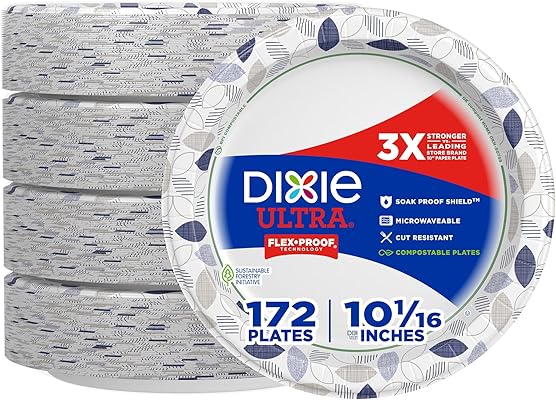 3X STRONGER
VS. LEADING
STORE BRAND
10" PAPER PLATE
DIXIE
ULTRA®
FLEX•PROOF
TECHNOLOGY
SOAK PROOF SHIELD™
MICROWAVEABLE
CUT RESISTANT
COMPOSTABLE PLATES
SUSTAINABLE
FORESTRY
INITIATIVE
172
PLATES
10 1/16
INCHES